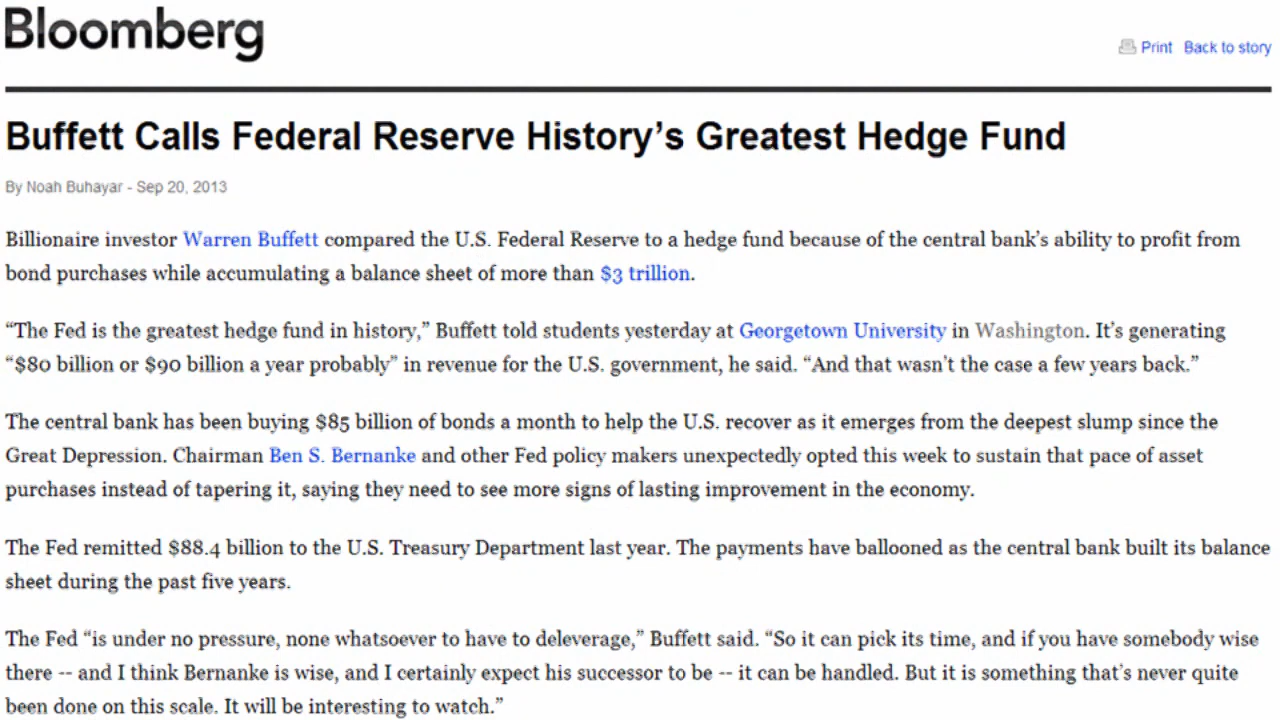 Bloomberg
Print Back to story
Buffett Calls Federal Reserve History’s Greatest Hedge Fund
By Noah Buhayar - Sep 20, 2013
Billionaire investor Warren Buffett compared the U.S. Federal Reserve to a hedge fund because of the central bank’s ability to profit from
bond purchases while accumulating a balance sheet of more than $3 trillion.
“The Fed is the greatest hedge fund in history,” Buffett told students yesterday at Georgetown University in Washington. It’s generating
“$80 billion or $90 billion a year probably” in revenue for the U.S. government, he said. “And that wasn’t the case a few years back.”
The central bank has been buying $85 billion of bonds a month to help the U.S. recover as it emerges from the deepest slump since the
Great Depression. Chairman Ben S. Bernanke and other Fed policy makers unexpectedly opted this week to sustain that pace of asset
purchases instead of tapering it, saying they need to see more signs of lasting improvement in the economy.
The Fed remitted $88.4 billion to the U.S. Treasury Department last year. The payments have ballooned as the central bank built its balance
sheet during the past five years.
The Fed “is under no pressure, none whatsoever to have to deleverage,” Buffett said. “So it can pick its time, and if you have somebody wise
there -- and I think Bernanke is wise, and I certainly expect his successor to be -- it can be handled. But it is something that’s never quite
been done on this scale. It will be interesting to watch.”